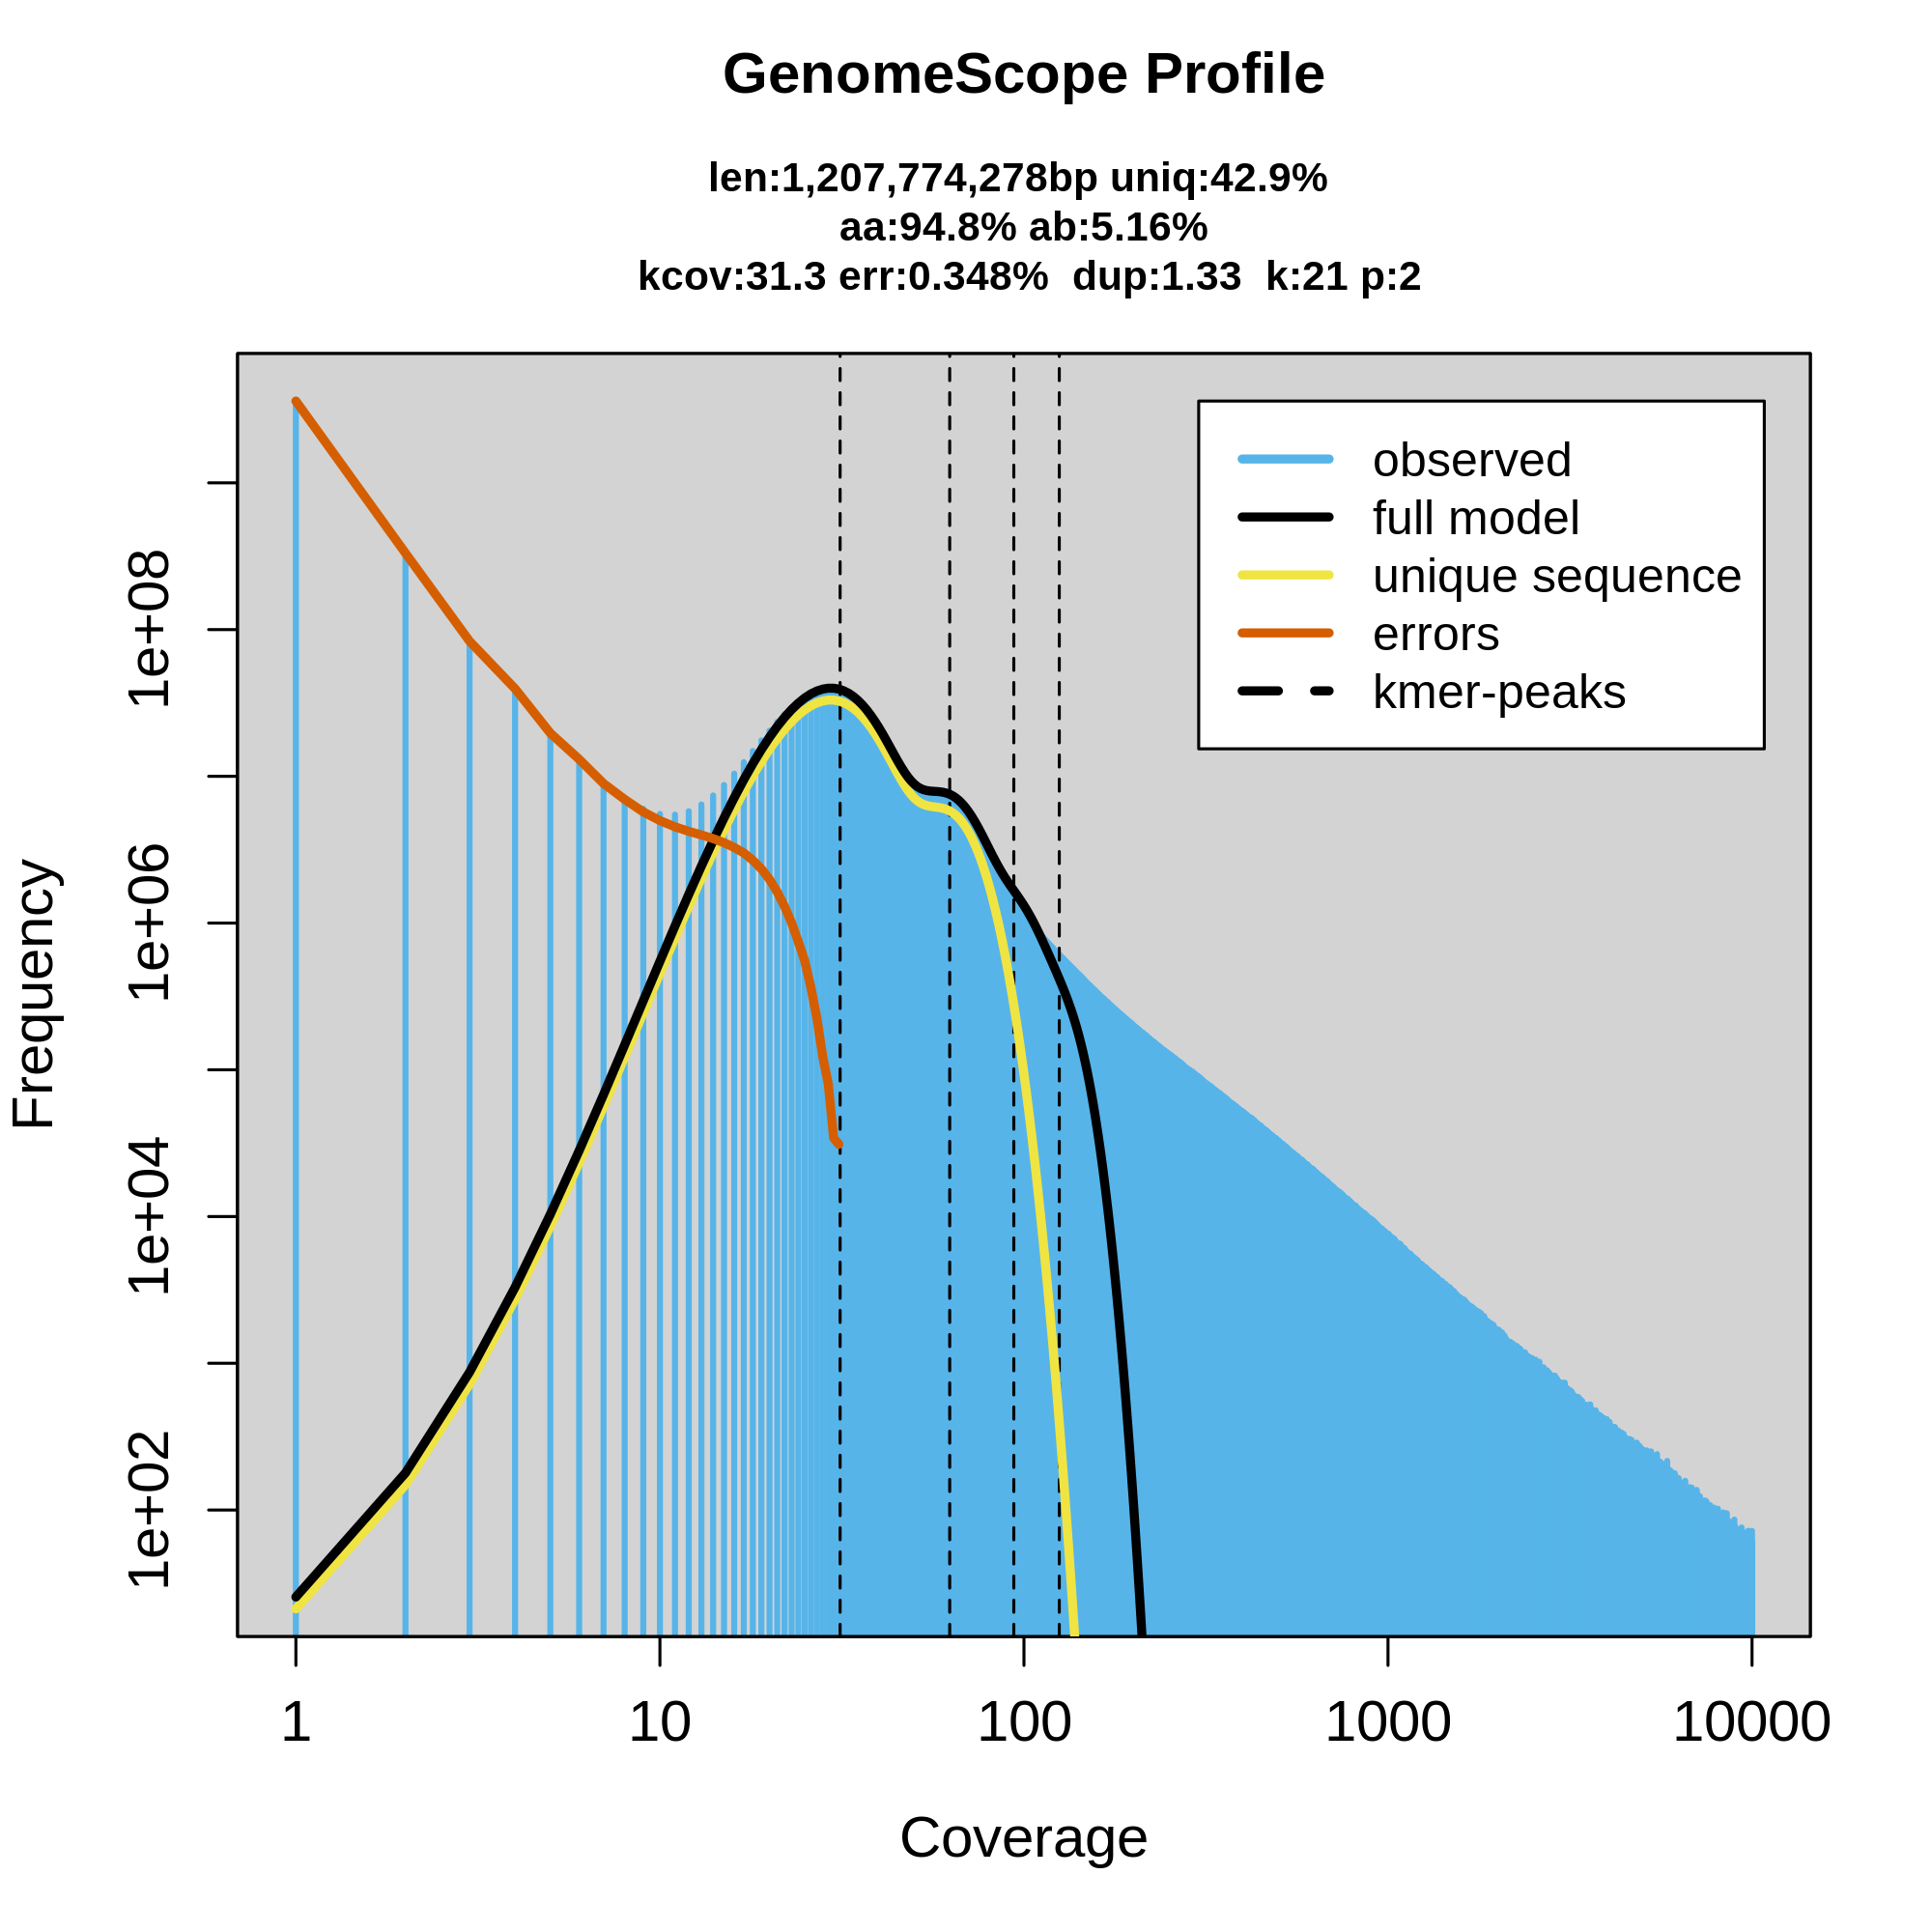 GenomeScope Profile
len:1,207,774,278bp uniq:42.9%
aa:94.8% ab:5.16%
kcov:31.3 err:0.348% dup:1.33 k:21 p:2
observed
full model
unique sequence
errors
kmer-peaks
Frequency
1e+08
1e+06
1e+04
1e+02
1 10 100 1000 10000
Coverage